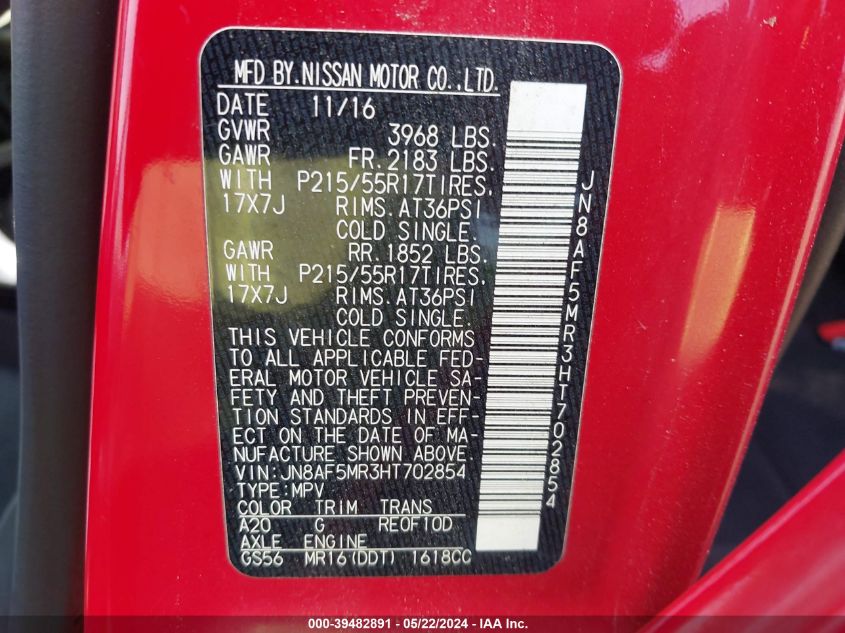 MFD BY.NISSAN MOTOR CO.,LTD.
DATE 11/16
GVWR 3968 LBS.
GAWR FR.2183 LBS.
WITH P215/55R17TIRES.
17X7J RIMS.AT36PSI
COLD SINGLE.
GAWR RR.1852 LBS.
WITH P215/55R17TIRES.
17X7J RIMS.AT36PSI
COLD SINGLE.
THIS VEHICLE CONFORMS
TO ALL APPLICABLE FED-
ERAL MOTOR VEHICLE SA-
FETY AND THEFT PREVEN-
TION STANDARDS IN EFF-
ECT ON THE DATE OF MA-
NUFACTURE SHOWN ABOVE.
VIN:JN8AF5MR3HT702854
TYPE:MPV
COLOR TRIM TRANS
A20 G RE0F10D
AXLE ENGINE
GS56 MR16(DDT) 1618CC
JN8AF5MR3HT702854
000-39482891 - 05/22/2024 - IAA, Inc.